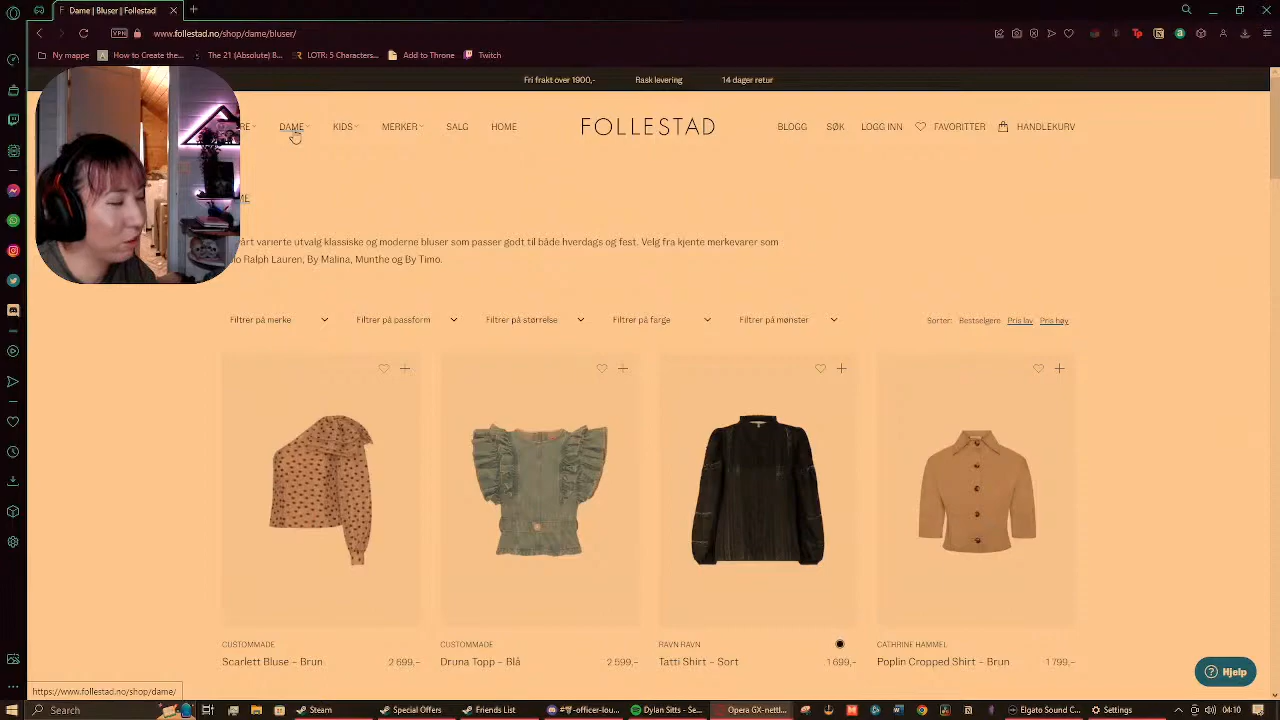 F Dame | Bluser | Follestad
VPN www.follestad.no/shop/dame/bluser/
Ny mappe
How to Create the...
The 21 (Absolute) 8...
LOTR: 5 Characters...
Add to Throne
Twitch
Fri frakt over 1900,-
Rask levering
14 dager retur
DAME
KIDS
MERKER
SALG
HOME
FOLLESTAD
BLOGG
SØK
LOGG INN
FAVORITTER
HANDLEKURV
vårt varierte utvalg klassiske og moderne bluser som passer godt til både hverdags og fest. Velg fra kjente merkevarer som
Ralph Lauren, By Malina, Munthe og By Timo.
Filtrer på merke
Filtrer på passform
Filtrer på størrelse
Filtrer på farge
Filtrer på mønster
Sorter: Bestselgere Pris lav Pris høy
CUSTOMMADE
Scarlett Bluse – Brun 2 699,–
CUSTOMMADE
Druna Topp – Blå 2 599,–
RAVN RAVN
Tatti Shirt – Sort 1 699,–
CATHRINE HAMMEL
Poplin Cropped Shirt – Brun 1 799,–
Hjelp
https://www.follestad.no/shop/dame/
Search
Steam
Special Offers
Friends List
Dylan Sitts - Se...
Opera GX-nettl...
Elgato Sound C...
Settings
04:10